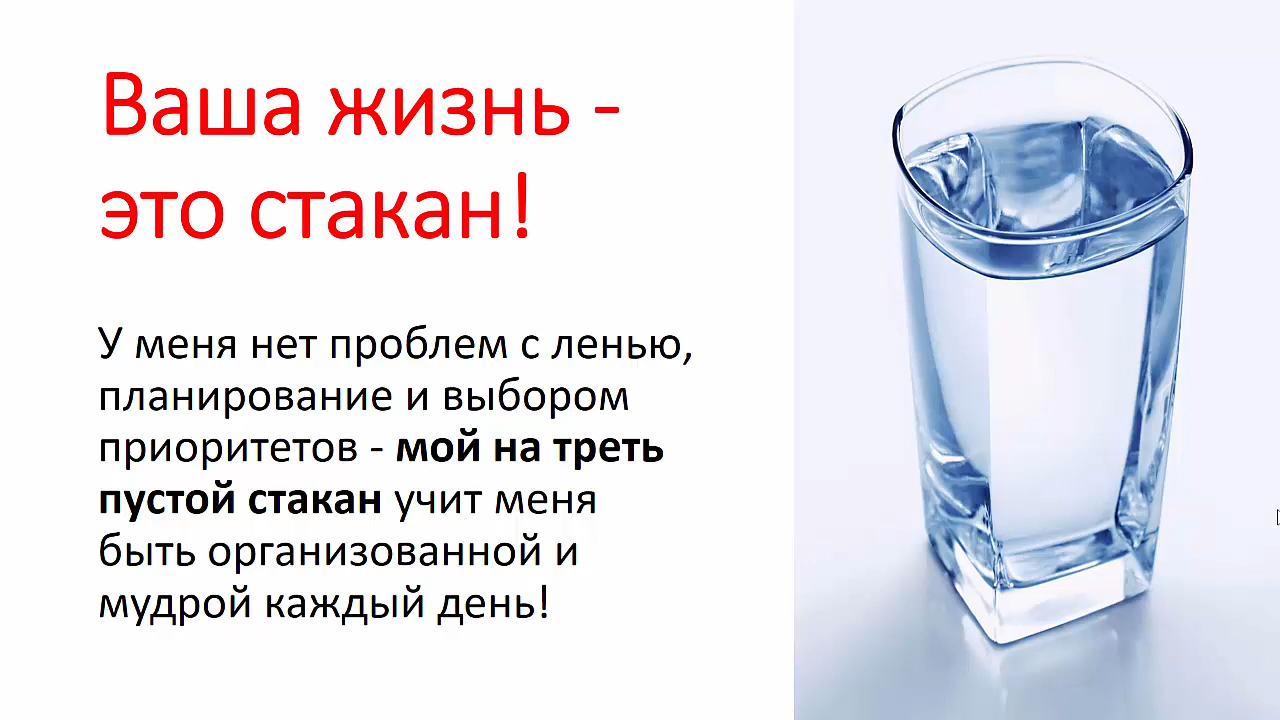 Ваша жизнь -
это стакан!
У меня нет проблем с ленью,
планирование и выбором
приоритетов - мой на треть
пустой стакан учит меня
быть организованной и
мудрой каждый день!